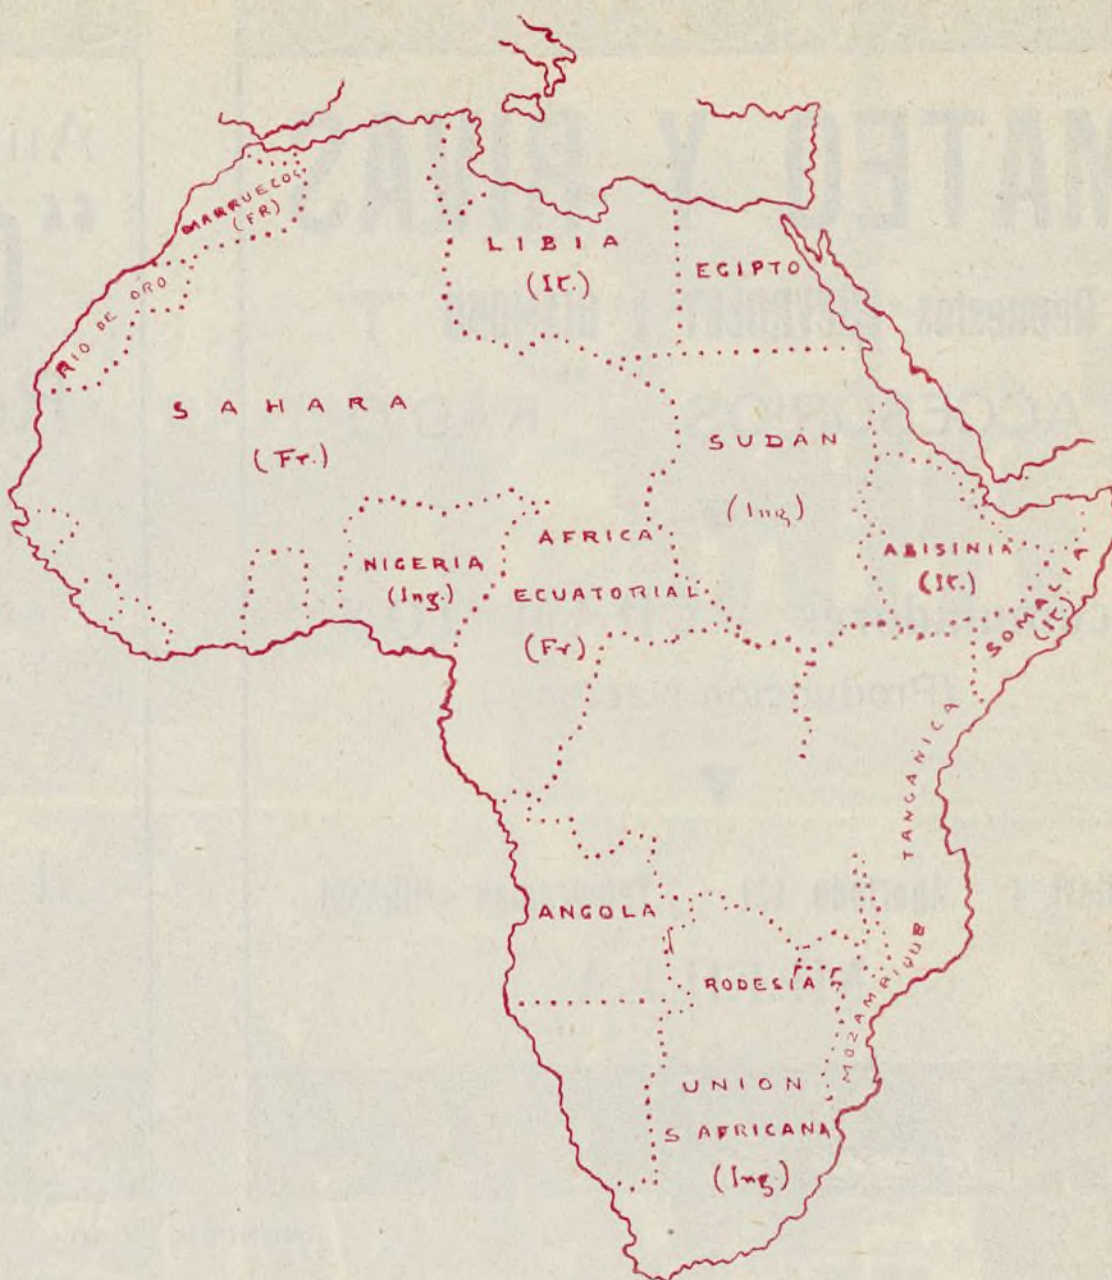 MARRUECOS
(FR)
LIBIA
(It.)
EGIPTO
RIO DE ORO
SAHARA
(Fr.)
SUDAN
(Ing)
AFRICA
ECUATORIAL
(Fr)
NIGERIA
(Ing.)
ABISINIA
(It.)
SOMALIA
(It.)
TANGANICA
ANGOLA
MOZAMBIQUE
RODESIA
UNION
S AFRICANA
(Ing.)